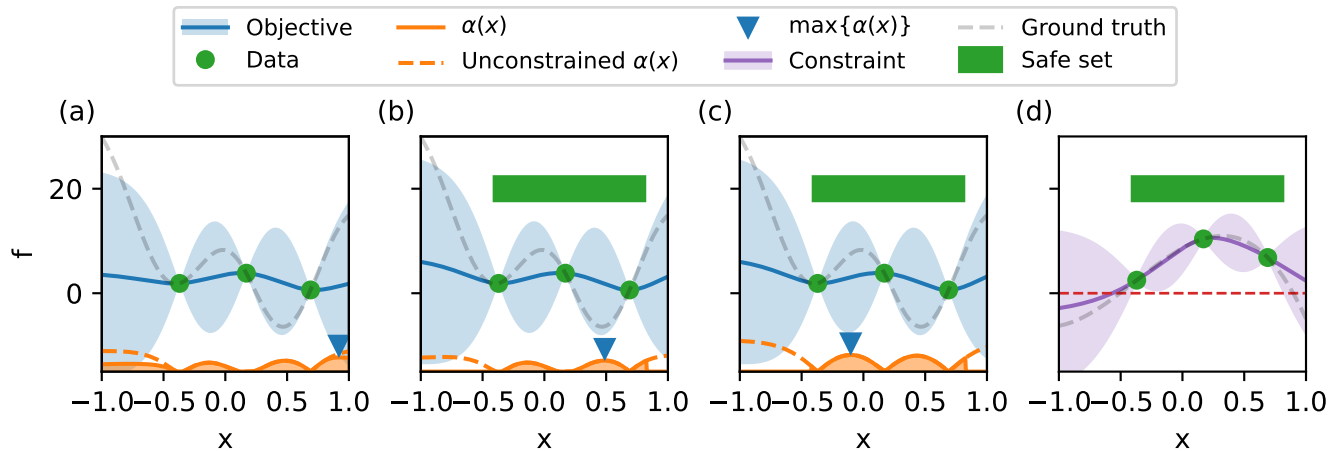 Objective α(x) max{α(x)} Ground truth
Data Unconstrained α(x) Constraint Safe set
(a) (b) (c) (d)
20
0
f
−1.0 −0.5 0.0 0.5 1.0 −1.0 −0.5 0.0 0.5 1.0 −1.0 −0.5 0.0 0.5 1.0 −1.0 −0.5 0.0 0.5 1.0
x x x x